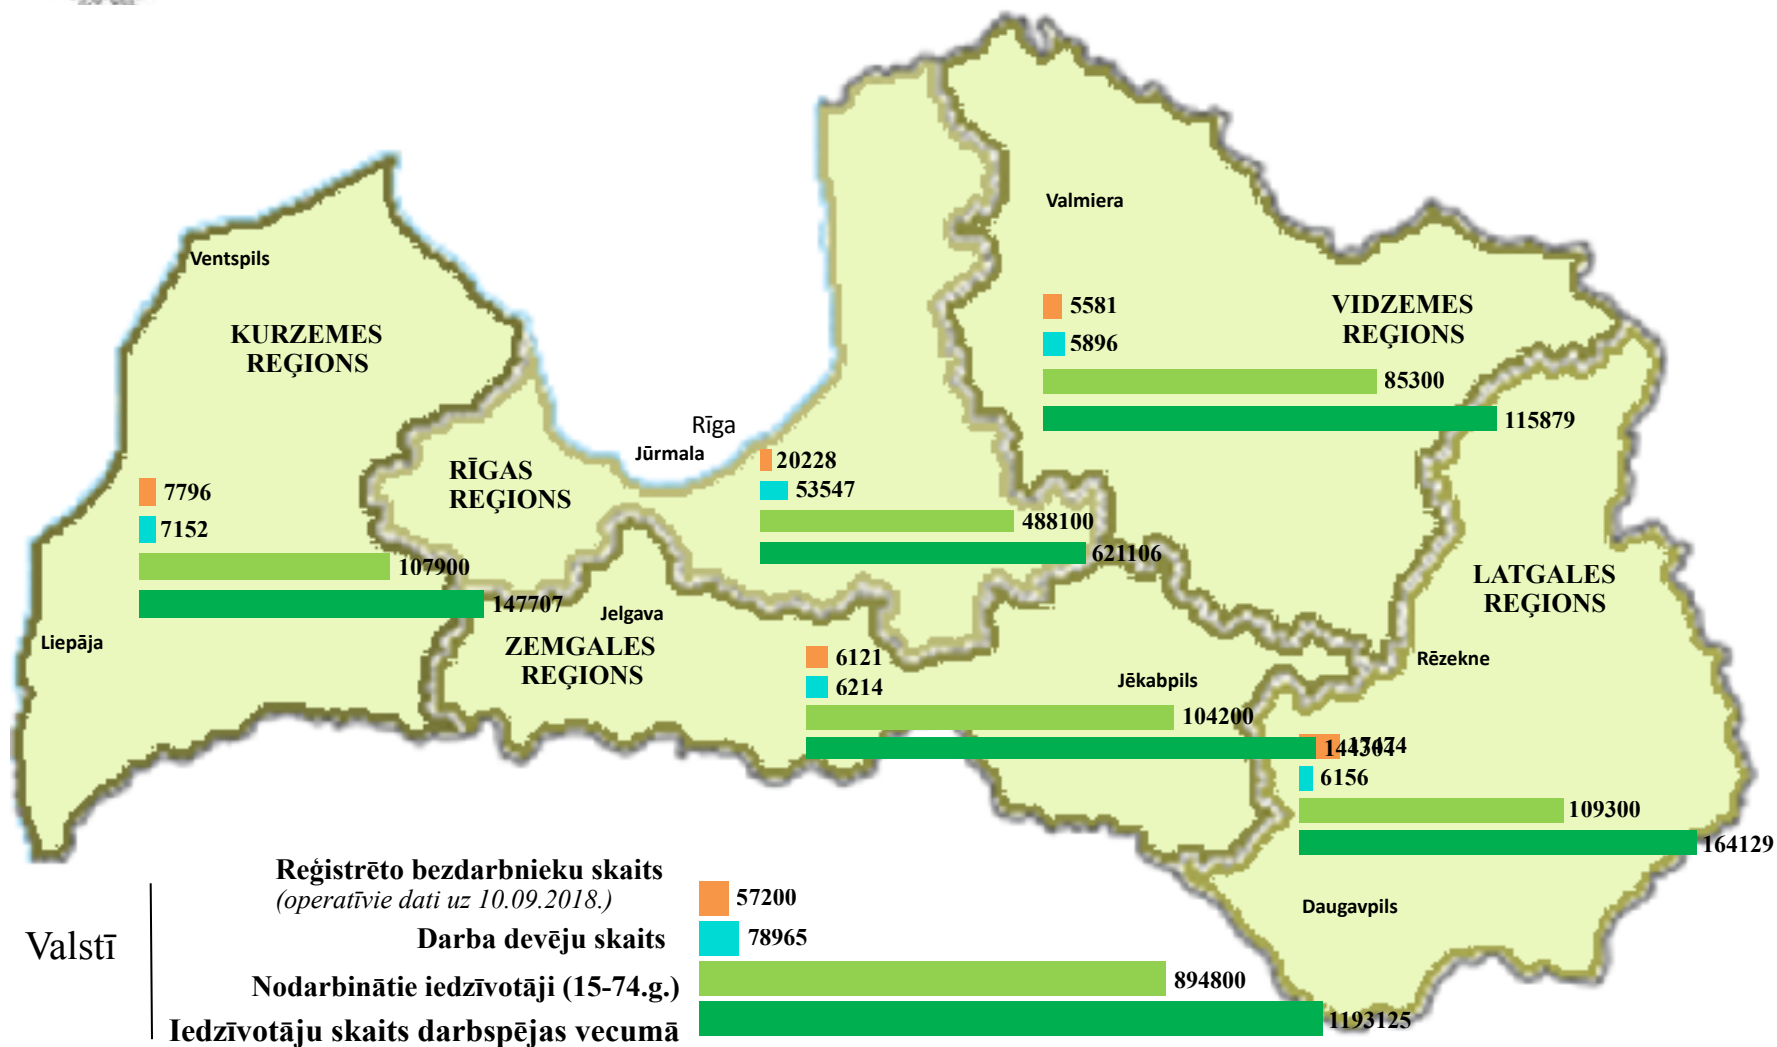 Valmiera
Ventspils
KURZEMES
REĢIONS
VIDZEMES
REĢIONS
5581
5896
85300
115879
Rīga
Jūrmala
RĪGAS
REĢIONS
20228
53547
488100
621106
7796
7152
107900
147707
Liepāja
Jelgava
ZEMGALES
REĢIONS
6121
6214
104200
Jēkabpils
LATGALES
REĢIONS
Rēzekne
6156
109300
164129
Daugavpils
Valstī
Reģistrēto bezdarbnieku skaits
(operatīvie dati uz 10.09.2018.)
57200
Darba devēju skaits
78965
Nodarbinātie iedzīvotāji (15-74.g.)
894800
Iedzīvotāju skaits darbspējas vecumā
1193125